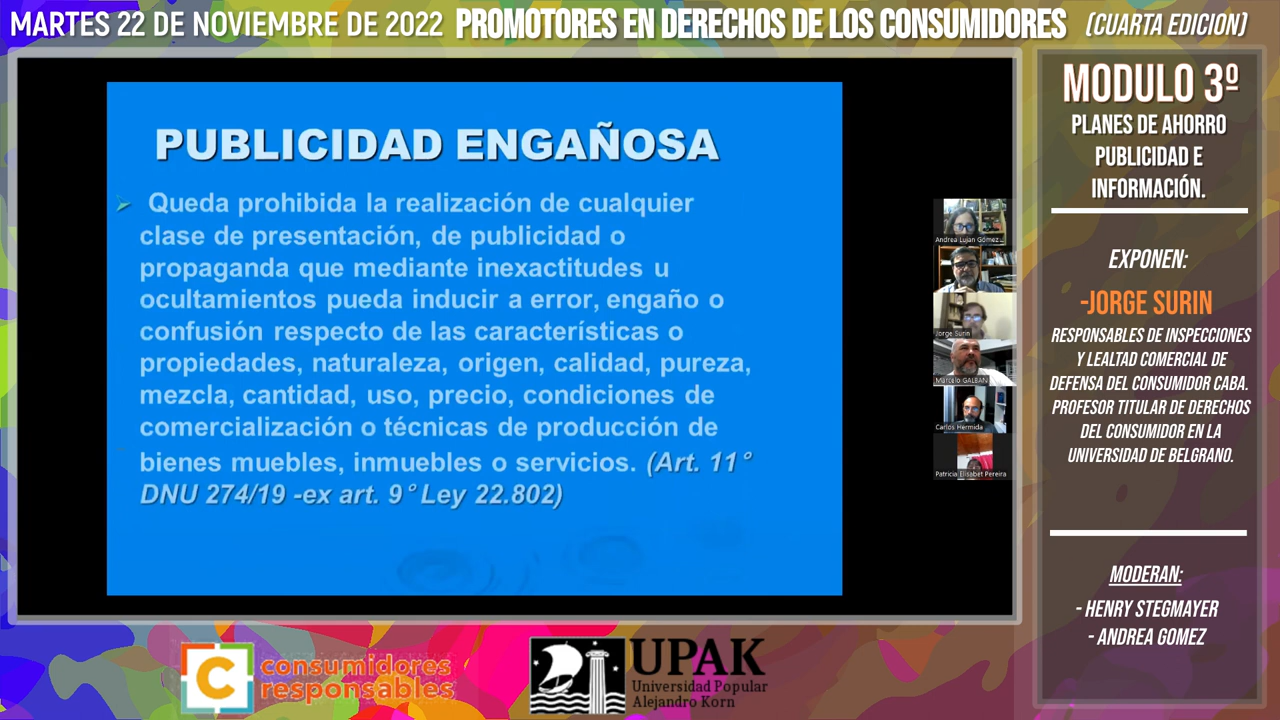 MARTES 22 DE NOVIEMBRE DE 2022 PROMOTORES EN DERECHOS DE LOS CONSUMIDORES (CUARTA EDICION)
PUBLICIDAD ENGAÑOSA
Queda prohibida la realización de cualquier
clase de presentación, de publicidad o
propaganda que mediante inexactitudes u
ocultamientos pueda inducir a error, engaño o
confusión respecto de las características o
propiedades, naturaleza, origen, calidad, pureza,
mezcla, cantidad, uso, precio, condiciones de
comercialización o técnicas de producción de
bienes muebles, inmuebles o servicios. (Art. 11°
DNU 274/19 -ex art. 9° Ley 22.802)
Andrea Lujan Gómez...
Jorge Surin
Marcelo GALBAN
Carlos Hermida
Patricia Elisabet Pereira
MODULO 3º
PLANES DE AHORRO
PUBLICIDAD E
INFORMACIÓN.
EXPONEN:
-JORGE SURIN
RESPONSABLES DE INSPECCIONES
Y LEALTAD COMERCIAL DE
DEFENSA DEL CONSUMIDOR CABA.
PROFESOR TITULAR DE DERECHOS
DEL CONSUMIDOR EN LA
UNIVERSIDAD DE BELGRANO.
MODERAN:
- HENRY STEGMAYER
- ANDREA GOMEZ
C
consumidores
responsables
UPAK
Universidad Popular
Alejandro Korn